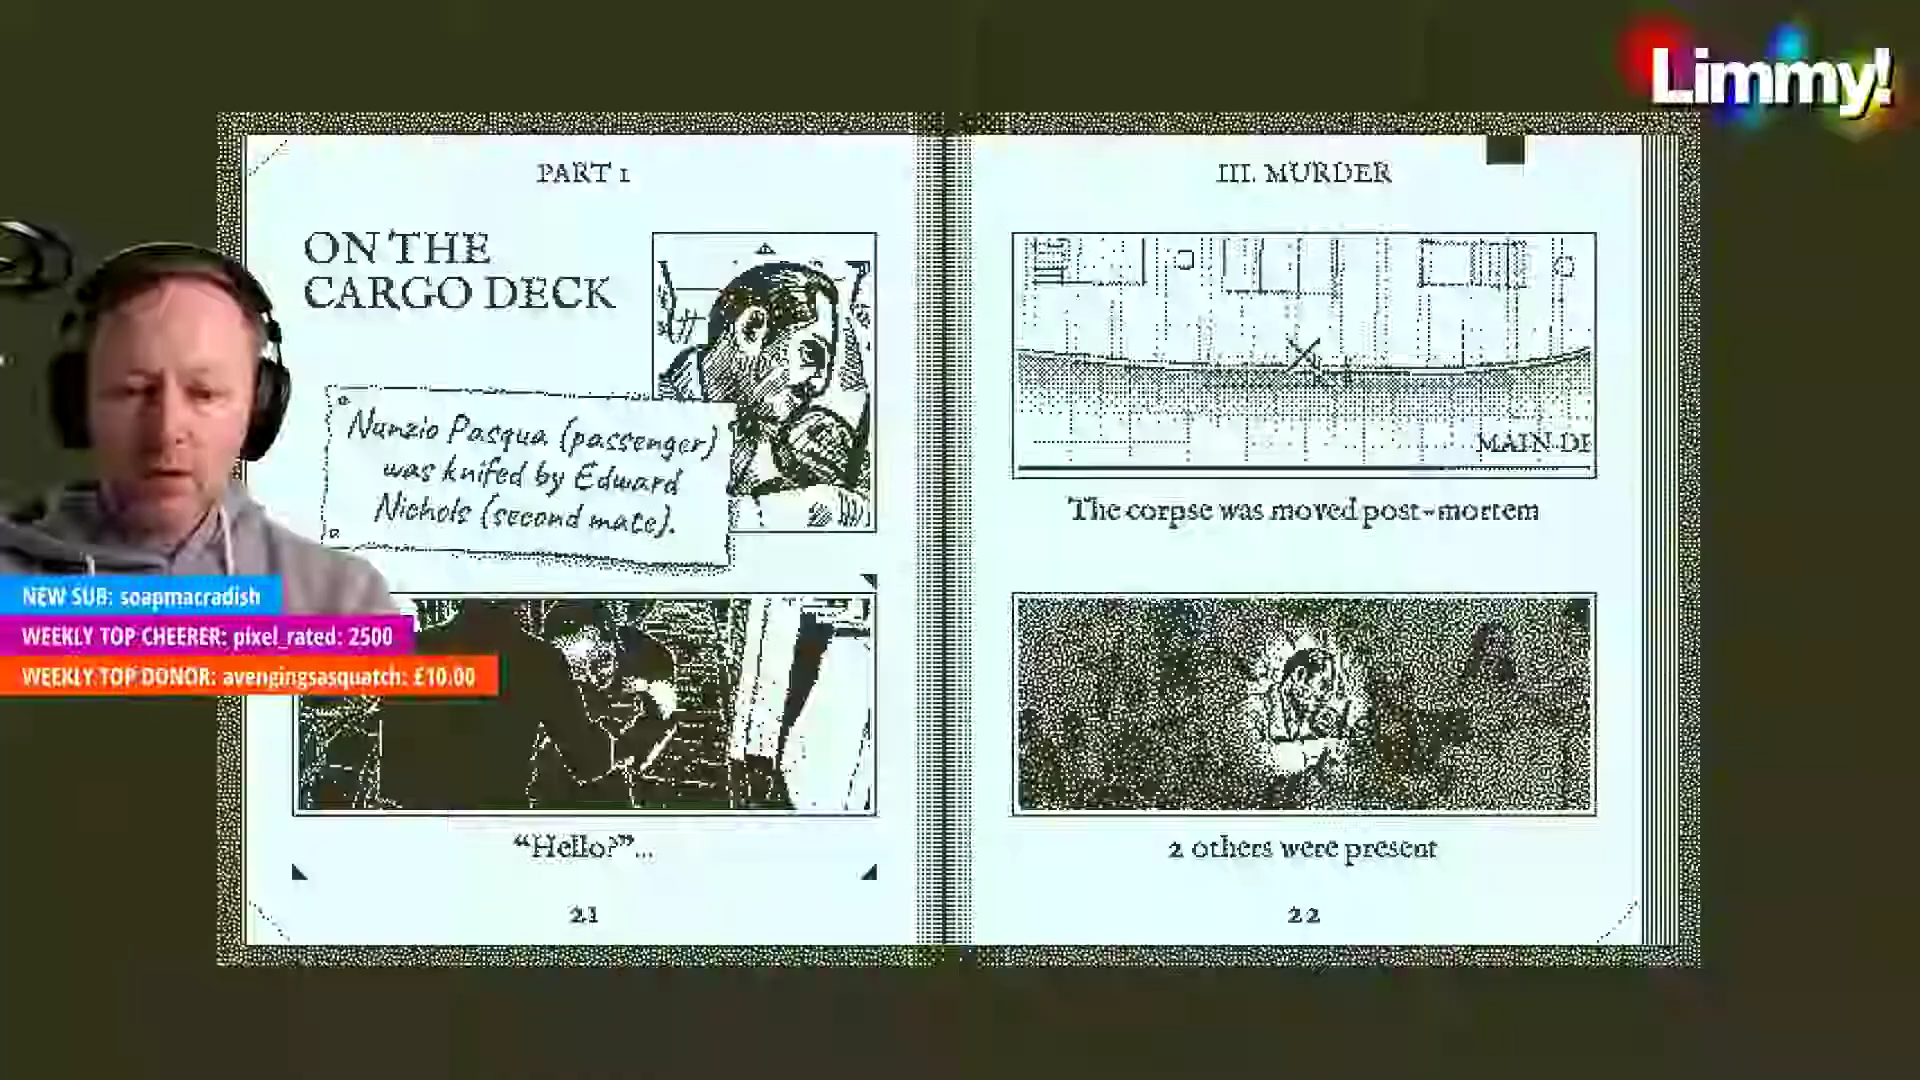 Limmy!
PART 1
ON THE
CARGO DECK
Nunzio Pasqua (passenger)
was knifed by Edward
Nichols (second mate).
"Hello?"...
21
III. MURDER
MAIN DE
The corpse was moved post-mortem
2 others were present
22
NEW SUB: soapmacradish
WEEKLY TOP CHEERER: pixel_rated: 2500
WEEKLY TOP DONOR: avengingsasquatch: £10.00